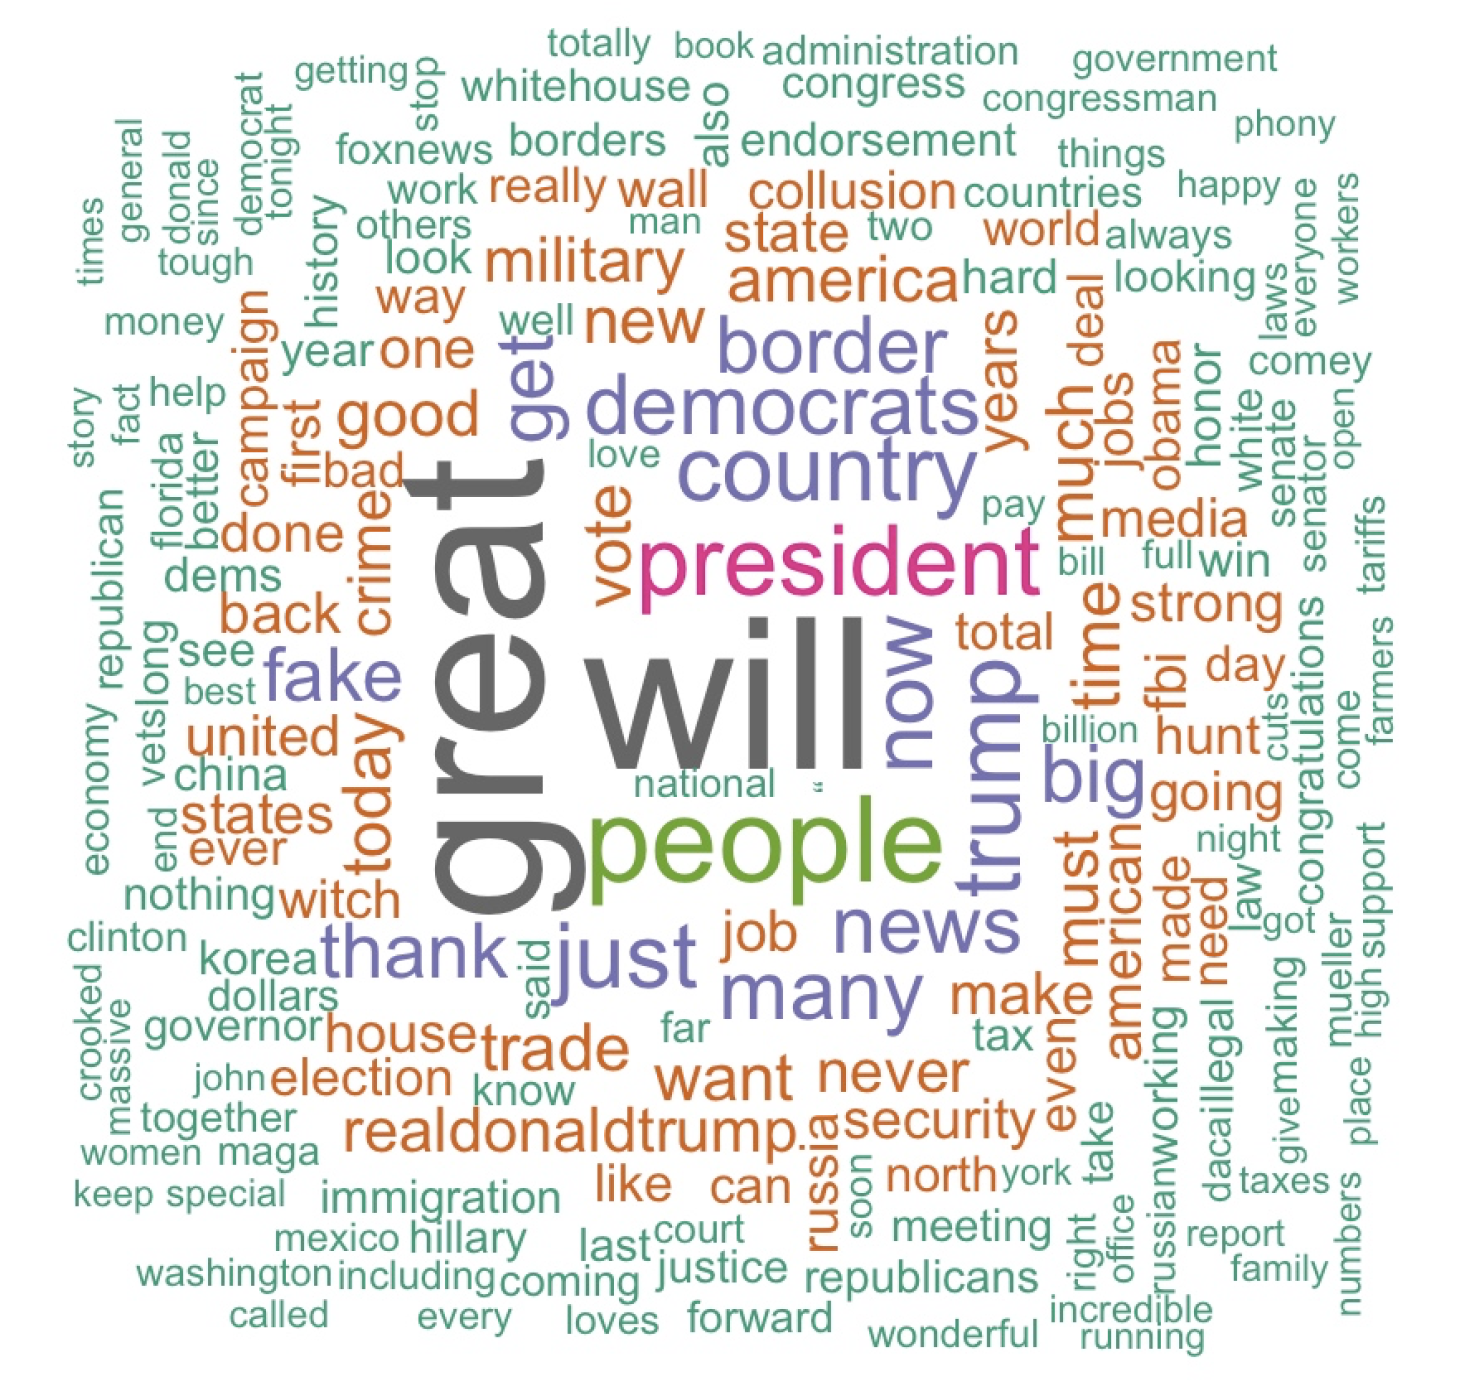 totally book administration government
getting stop whitehouse also congress congressman
phony
foxnews borders endorsement things
general donald since democrat tonight
work really wall collusion countries happy
times others man state two world always everyone workers
tough history look military america hard looking
money campaign way well new border years deal laws
year one get
comey
story fact help good democrats much jobs obama honor white senate open
florida better first bad love country pay media senator
republican done crime great vote president bill full win tariffs
dems
back will now total time strong
vetslong see fake trump fbi day congratulations farmers
best
economy united today billion hunt cuts come
china national big going
end states people night
ever must american made law support
nothing witch job news need got
clinton korea thank said just many mueller high
crooked massive dollars make
governor house trade far tax even russianworking dacaillegal givemaking
john election know want never place
together realdonaldtrump russia security take
women maga
keep special immigration like can soon north york taxes
mexico hillary last court meeting right office report numbers
washington including coming justice republicans family
called every loves forward incredible
wonderful running